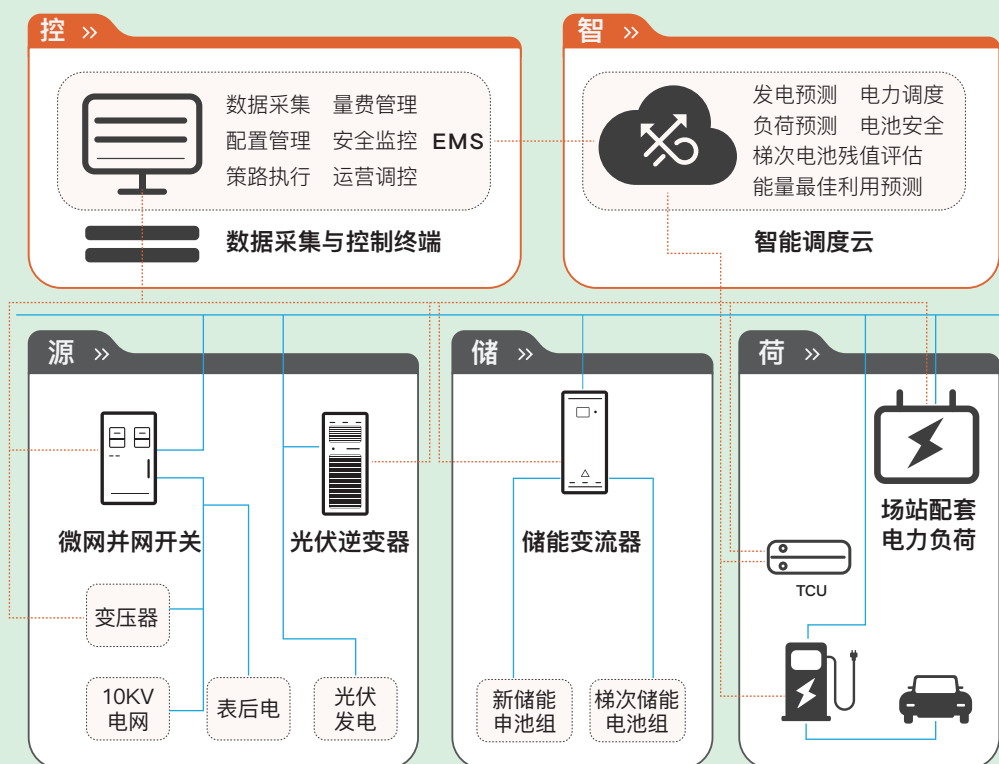 控 »
数据采集 量费管理
配置管理 安全监控 EMS
策路执行 运营调控
数据采集与控制终端
智 »
发电预测 电力调度
负荷预测 电池安全
梯次电池残值评估
能量最佳利用预测
智能调度云
源 »
微网并网开关
光伏逆变器
变压器
10KV
电网
表后电
光伏
发电
储 »
储能变流器
新储能
申池组
梯次储能
电池组
荷 »
场站配套
电力负荷
TCU